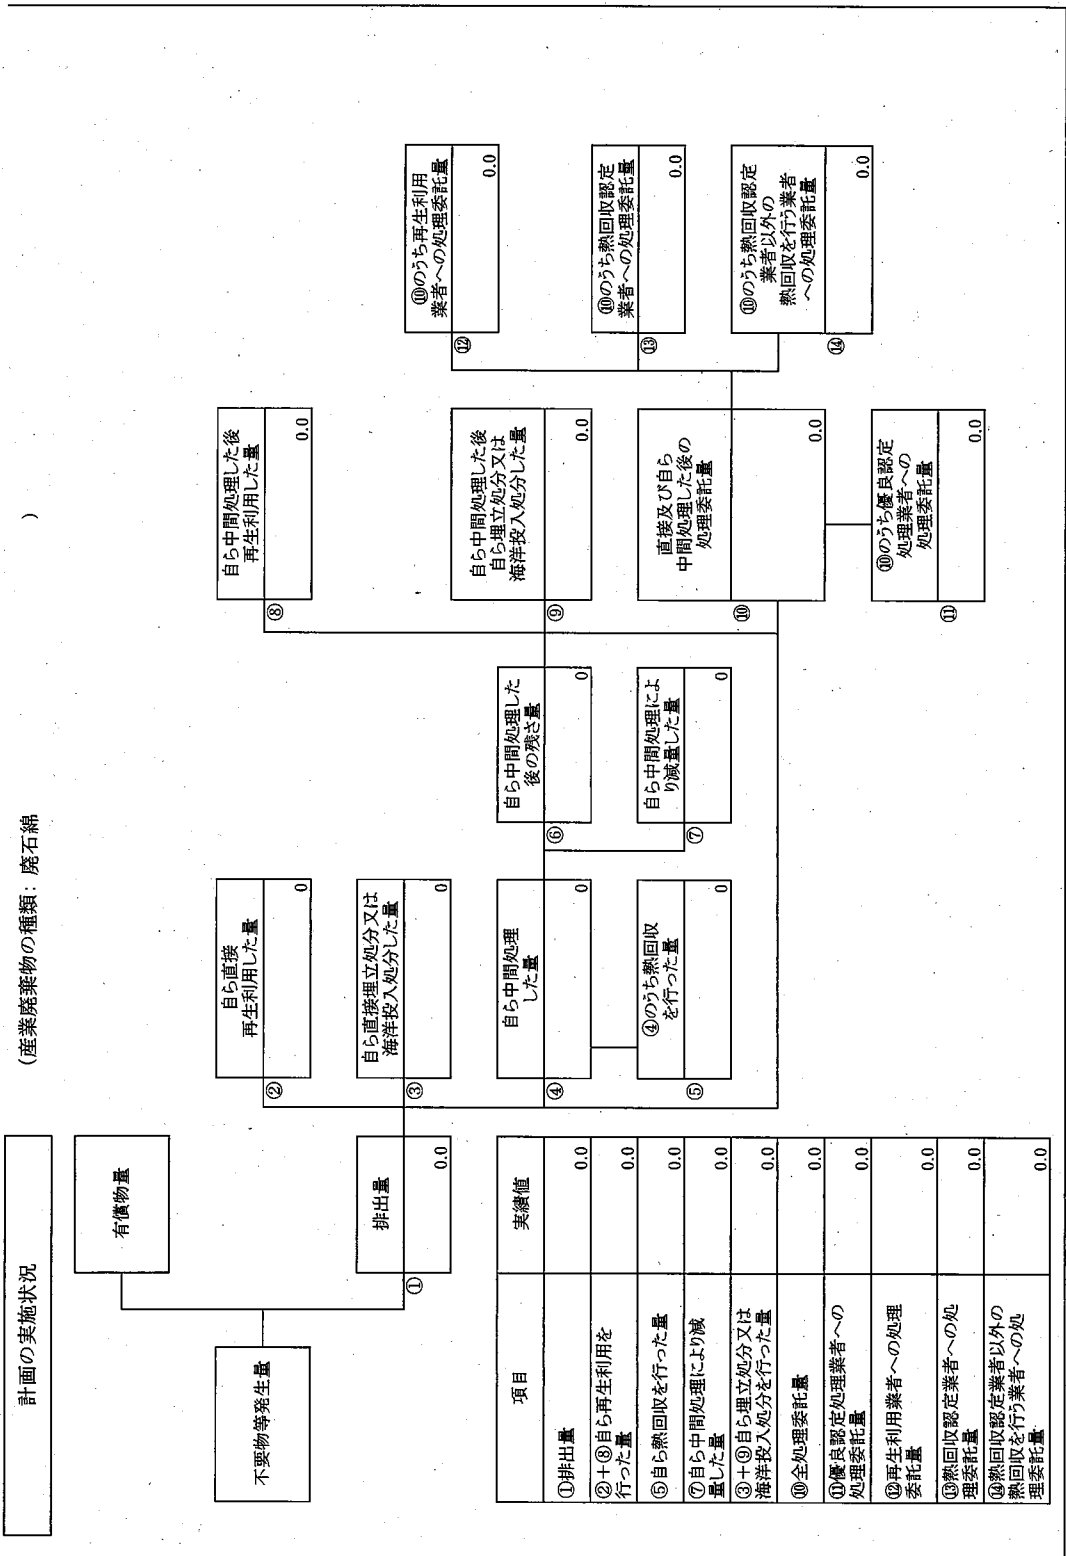 計画の実施状況
(産業廃棄物の種類: 廃石綿
)
不要物等発生量
有償物量
①
排出量
0.0
②
自ら直接
再生利用した量
0
③
自ら直接埋立処分又は
海洋投入処分した量
0
④
自ら中間処理
した量
0
⑤
④のうち熱回収
を行った量
0
⑥
自ら中間処理した
後の残さ量
0
⑦
自ら中間処理によ
り減量した量
0
⑧
自ら中間処理した後
再生利用した量
0.0
⑨
自ら中間処理した後
自ら埋立処分又は
海洋投入処分した量
0.0
⑩
直接及び自ら
中間処理した後の
処理委託量
0.0
⑪
⑩のうち優良認定
処理業者への
処理委託量
0.0
⑫
⑩のうち再生利用
業者への処理委託量
0.0
⑬
⑩のうち熱回収認定
業者への処理委託量
0.0
⑭
⑩のうち熱回収認定
業者以外の
熱回収を行う業者
への処理委託量
0.0
項目 実績値
①排出量 0.0
②+⑧自ら再生利用を
行った量 0.0
⑤自ら熱回収を行った量 0.0
⑦自ら中間処理により減
量した量 0.0
③+⑨自ら埋立処分又は
海洋投入処分を行った量 0.0
⑩全処理委託量 0.0
⑪優良認定処理業者への
処理委託量 0.0
⑫再生利用業者への処理
委託量 0.0
⑬熱回収認定業者への処
理委託量 0.0
⑭熱回収認定業者以外の
熱回収を行う業者への処
理委託量 0.0